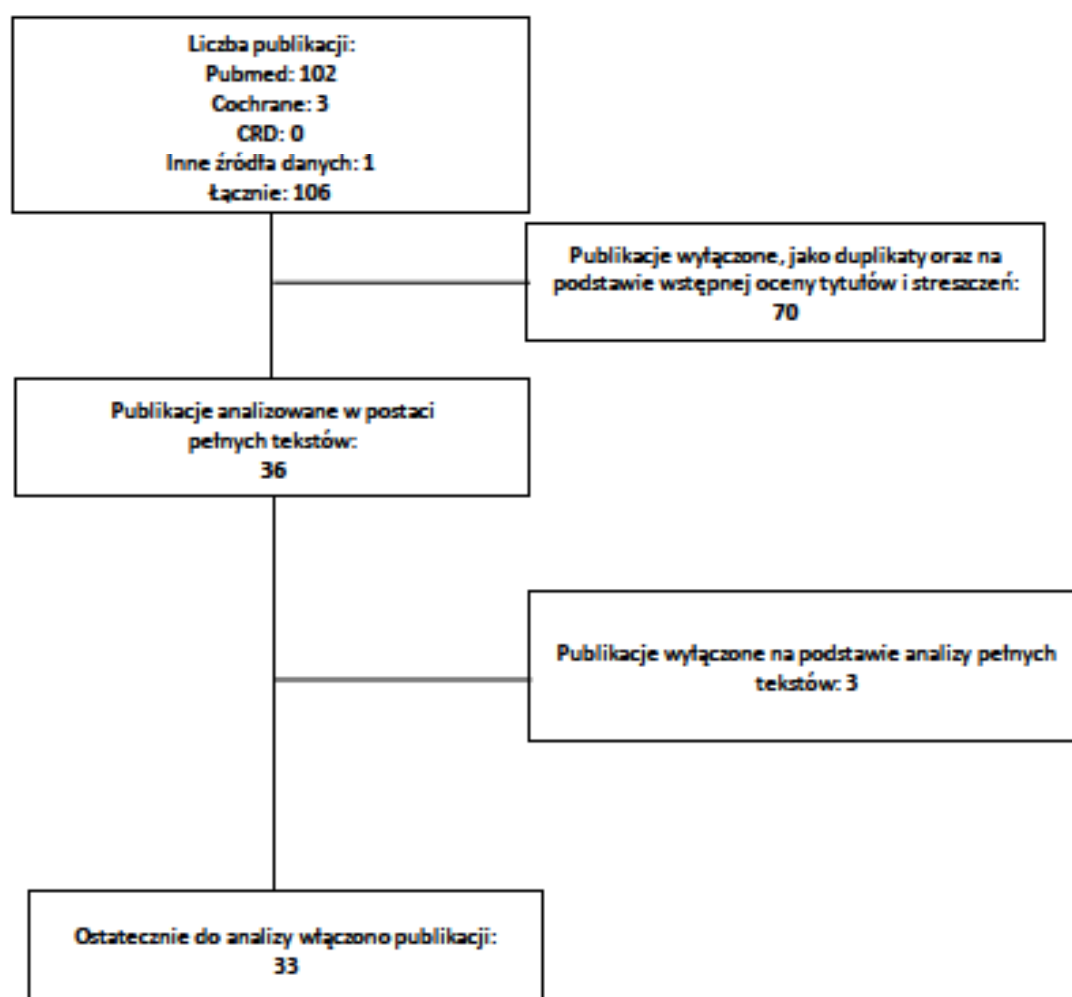 Liczba publikacji:
Pubmed: 102
Cochrane: 3
CRD: 0
Inne źródła danych: 1
Łącznie: 106
Publikacje wyłączone, jako duplikaty oraz na
podstawie wstępnej oceny tytułów i streszczeń:
70
Publikacje analizowane w postaci
pełnych tekstów:
36
Publikacje wyłączone na podstawie analizy pełnych
tekstów: 3
Ostatecznie do analizy włączono publikacji:
33